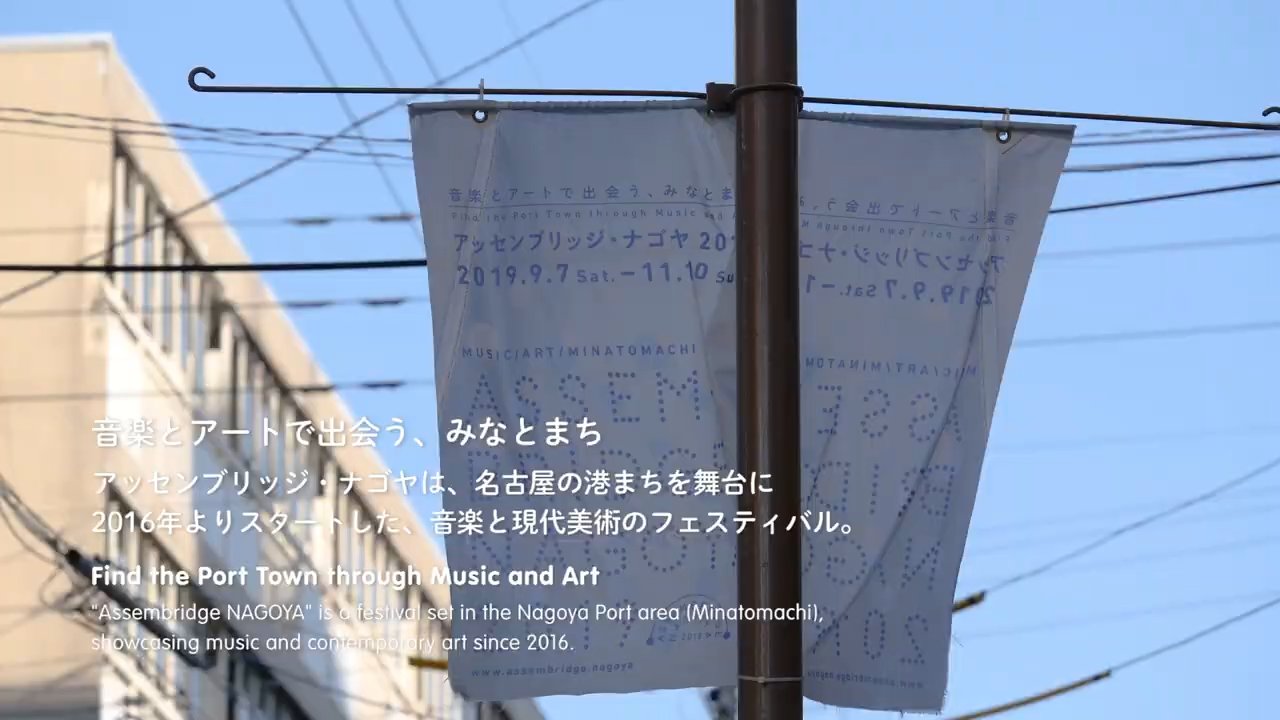 音楽とアートで出会う、みなとま
Find the Port Town through Music and
アッセンブリッジ・ナゴヤ 201
2019.9.7 Sat. – 11.10 Su
MUSIC/ART/MINATOMACHI
ASSEM
www.assembridge.nagoya
音楽とアートで出会う、みなとまち
アッセンブリッジ・ナゴヤは、名古屋の港まちを舞台に
2016年よりスタートした、音楽と現代美術のフェスティバル。
Find the Port Town through Music and Art
"Assembridge NAGOYA" is a festival set in the Nagoya Port area (Minatomachi),
showcasing music and contemporary art since 2016.